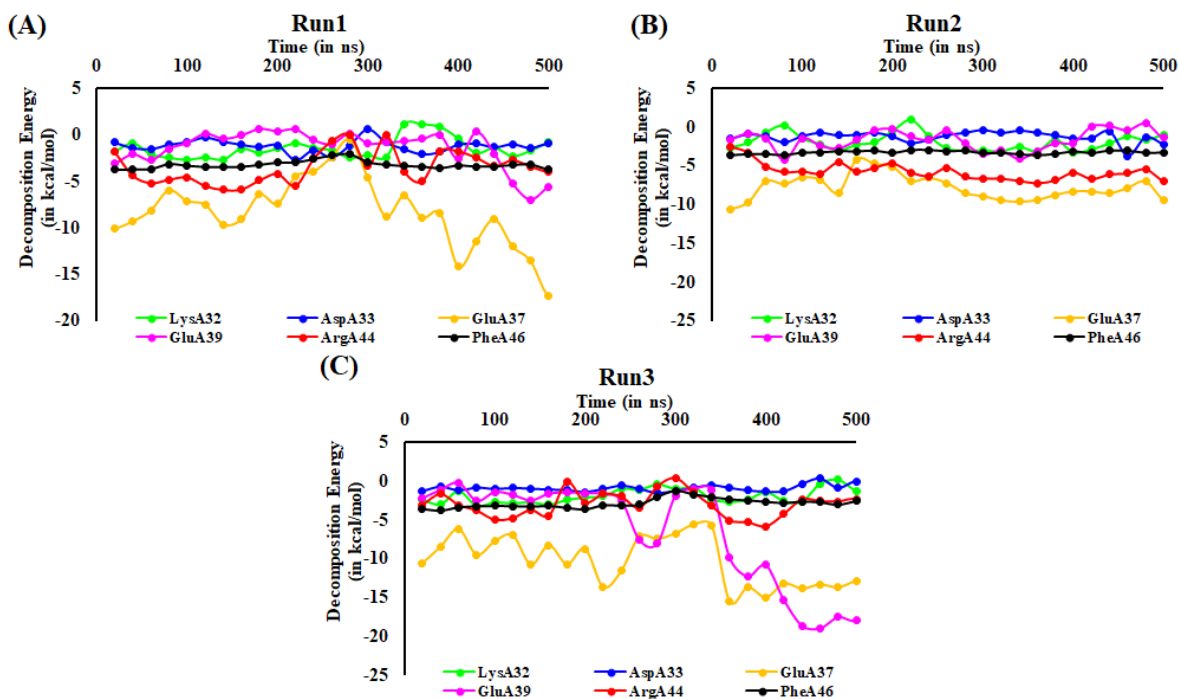 (A)
Run1
Time (in ns)
0 100 200 300 400 500
Decomposition Energy
(in kcal/mol)
5
0
-5
-10
-15
-20
LysA32 AspA33 GluA37
GluA39 ArgA44 PheA46
(B)
Run2
Time (in ns)
0 100 200 300 400 500
Decomposition Energy
(in kcal/mol)
5
0
-5
-10
-15
-20
-25
LysA32 AspA33 GluA37
GluA39 ArgA44 PheA46
(C)
Run3
Time (in ns)
0 100 200 300 400 500
Decomposition Energy
(in kcal/mol)
5
0
-5
-10
-15
-20
-25
LysA32 AspA33 GluA37
GluA39 ArgA44 PheA46